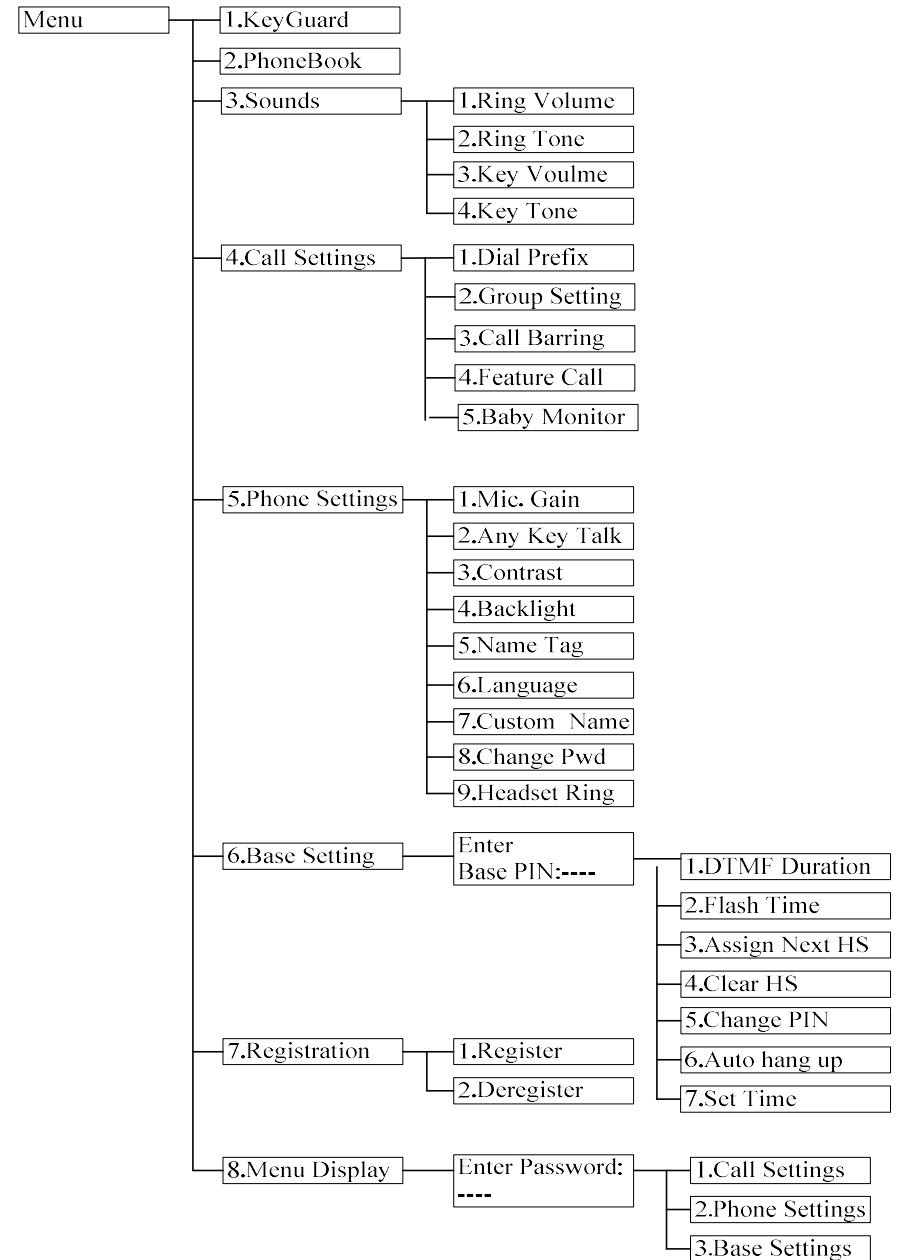 Menu
1.KeyGuard
2.PhoneBook
3.Sounds
1.Ring Volume
2.Ring Tone
3.Key Voulme
4.Key Tone
4.Call Settings
1.Dial Prefix
2.Group Setting
3.Call Barring
4.Feature Call
5.Baby Monitor
5.Phone Settings
1.Mic. Gain
2.Any Key Talk
3.Contrast
4.Backlight
5.Name Tag
6.Language
7.Custom  Name
8.Change Pwd
9.Headset Ring
6.Base Setting
Enter
Base PIN:----
1.DTMF Duration
2.Flash Time
3.Assign Next HS
4.Clear HS
5.Change PIN
6.Auto hang up
7.Set Time
7.Registration
1.Register
2.Deregister
8.Menu Display
Enter Password:
----
1.Call Settings
2.Phone Settings
3.Base Settings